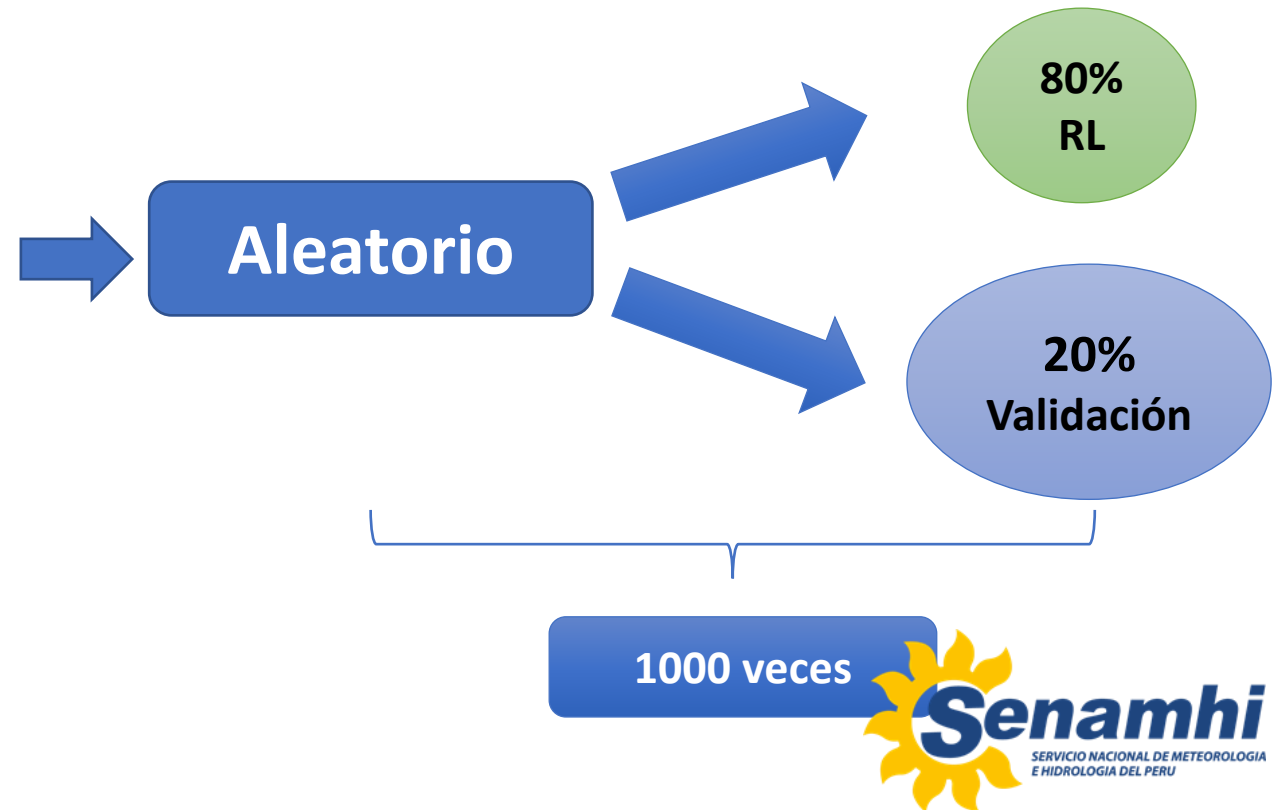 80%
RL
Aleatorio
20%
Validación
1000 veces
Senamhi
SERVICIO NACIONAL DE METEOROLOGIA
E HIDROLOGIA DEL PERU